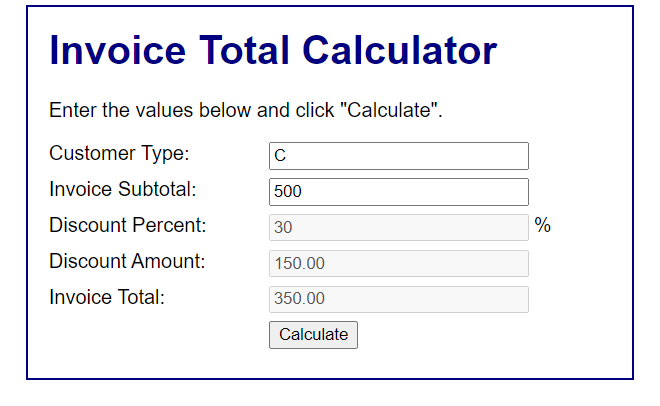 Invoice Total Calculator
Enter the values below and click "Calculate".
Customer Type: C
Invoice Subtotal: 500
Discount Percent: 30 %
Discount Amount: 150.00
Invoice Total: 350.00
Calculate